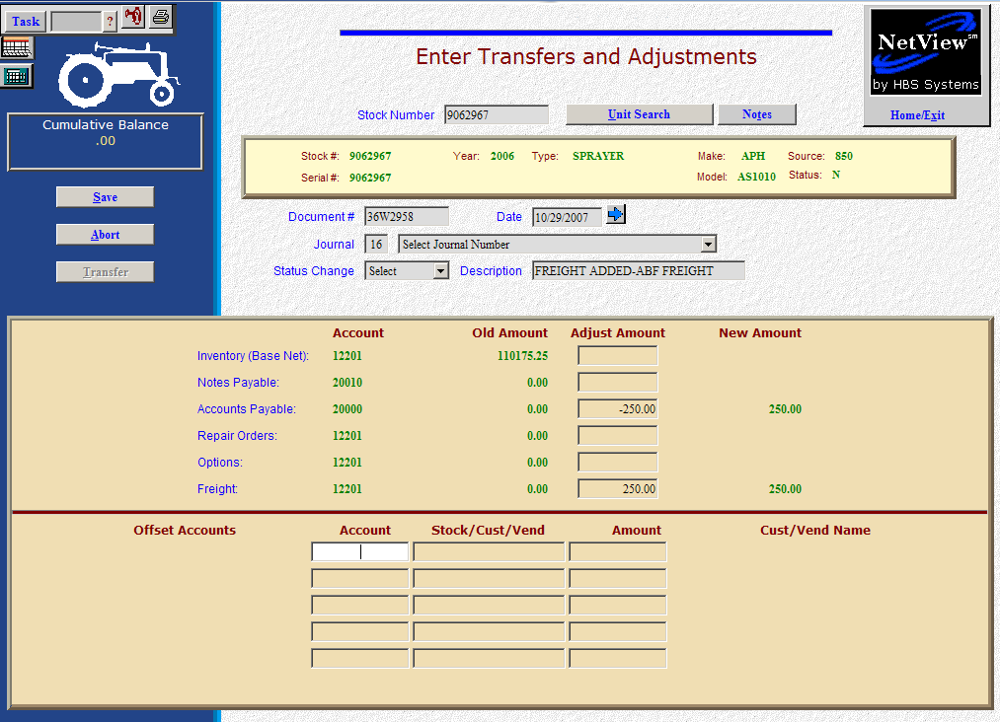 Task ?
Cumulative Balance
.00
Save
Abort
Transfer
Enter Transfers and Adjustments
NetView SM
by HBS Systems
Home/Exit
Stock Number 9062967 Unit Search Notes
Stock #: 9062967 Year: 2006 Type: SPRAYER Make: APH Source: 850
Serial #: 9062967 Model: AS1010 Status: N
Document # 36W2958 Date 10/29/2007
Journal 16 Select Journal Number
Status Change Select Description FREIGHT ADDED-ABF FREIGHT
Account Old Amount Adjust Amount New Amount
Inventory (Base Net): 12201 110175.25
Notes Payable: 20010 0.00
Accounts Payable: 20000 0.00 -250.00 250.00
Repair Orders: 12201 0.00
Options: 12201 0.00
Freight: 12201 0.00 250.00 250.00
Offset Accounts Account Stock/Cust/Vend Amount Cust/Vend Name